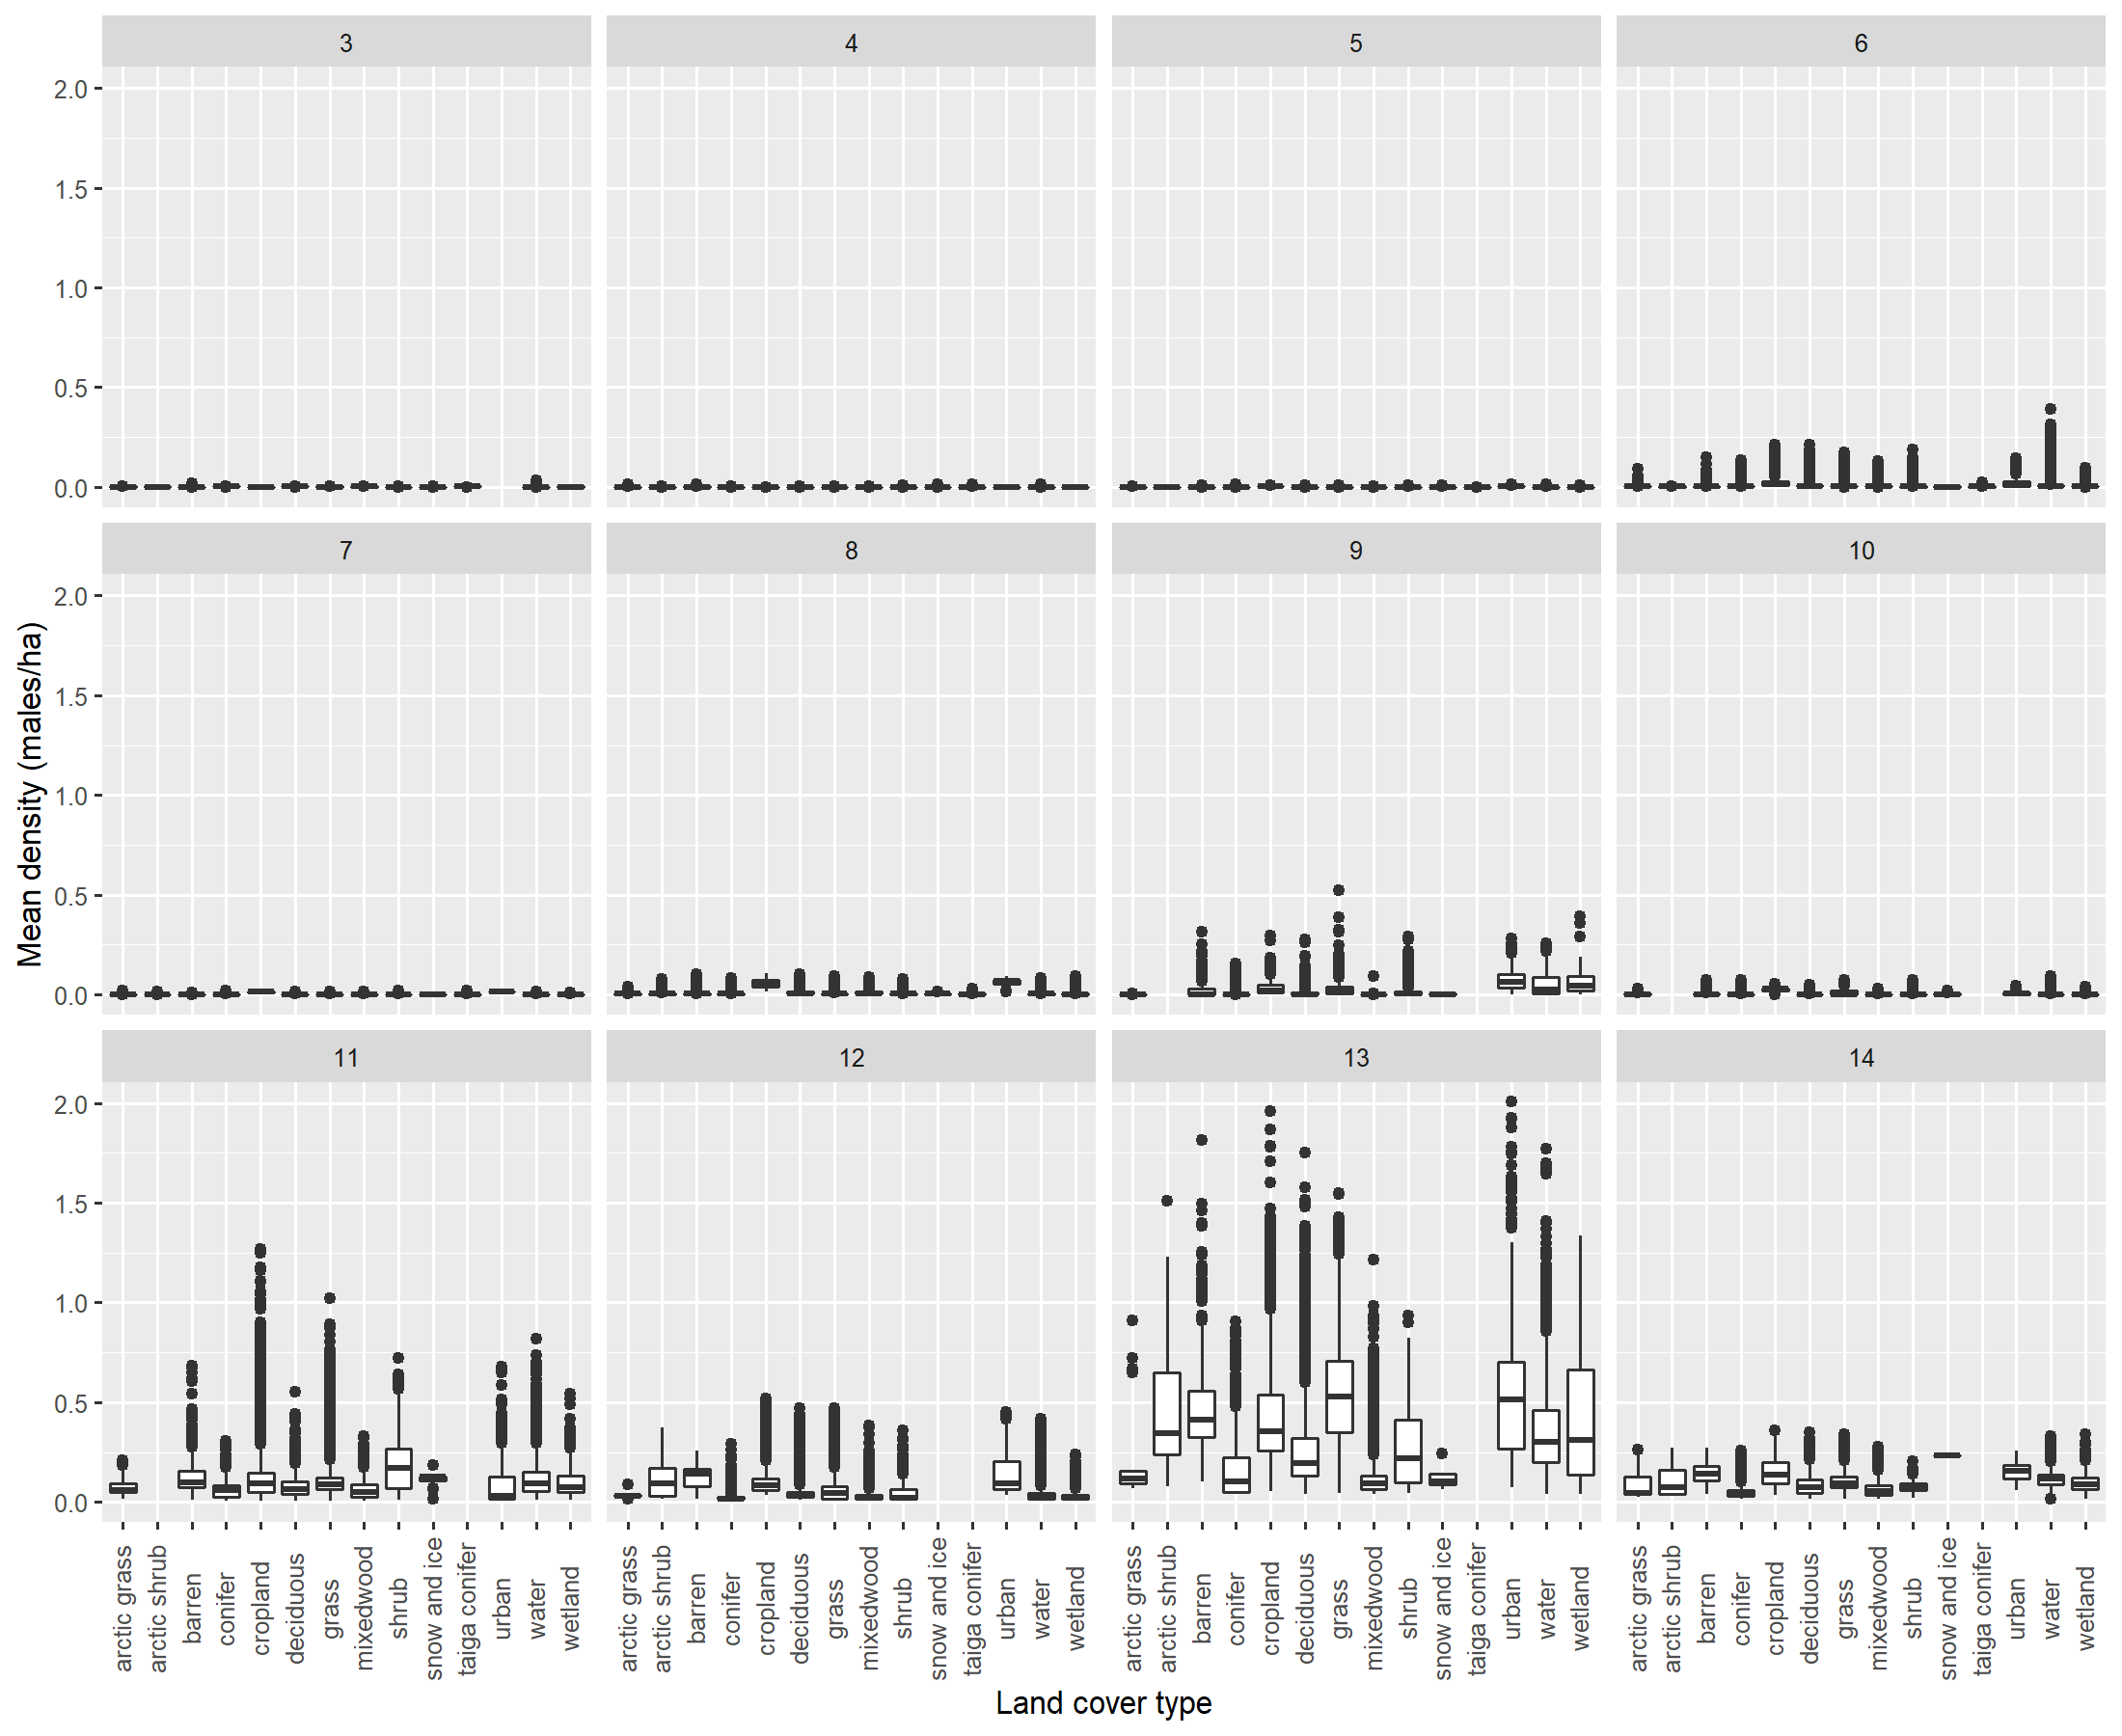 3 4 5 6
2.0
1.5
1.0
0.5
0.0
7 8 9 10
2.0
1.5
1.0
0.5
0.0
Mean density (males/ha)
11 12 13 14
2.0
1.5
1.0
0.5
0.0
arctic grass arctic shrub barren conifer cropland deciduous grass mixedwood shrub snow and ice taiga conifer urban water wetland
arctic grass arctic shrub barren conifer cropland deciduous grass mixedwood shrub snow and ice taiga conifer urban water wetland
arctic grass arctic shrub barren conifer cropland deciduous grass mixedwood shrub snow and ice taiga conifer urban water wetland
arctic grass arctic shrub barren conifer cropland deciduous grass mixedwood shrub snow and ice taiga conifer urban water wetland
Land cover type